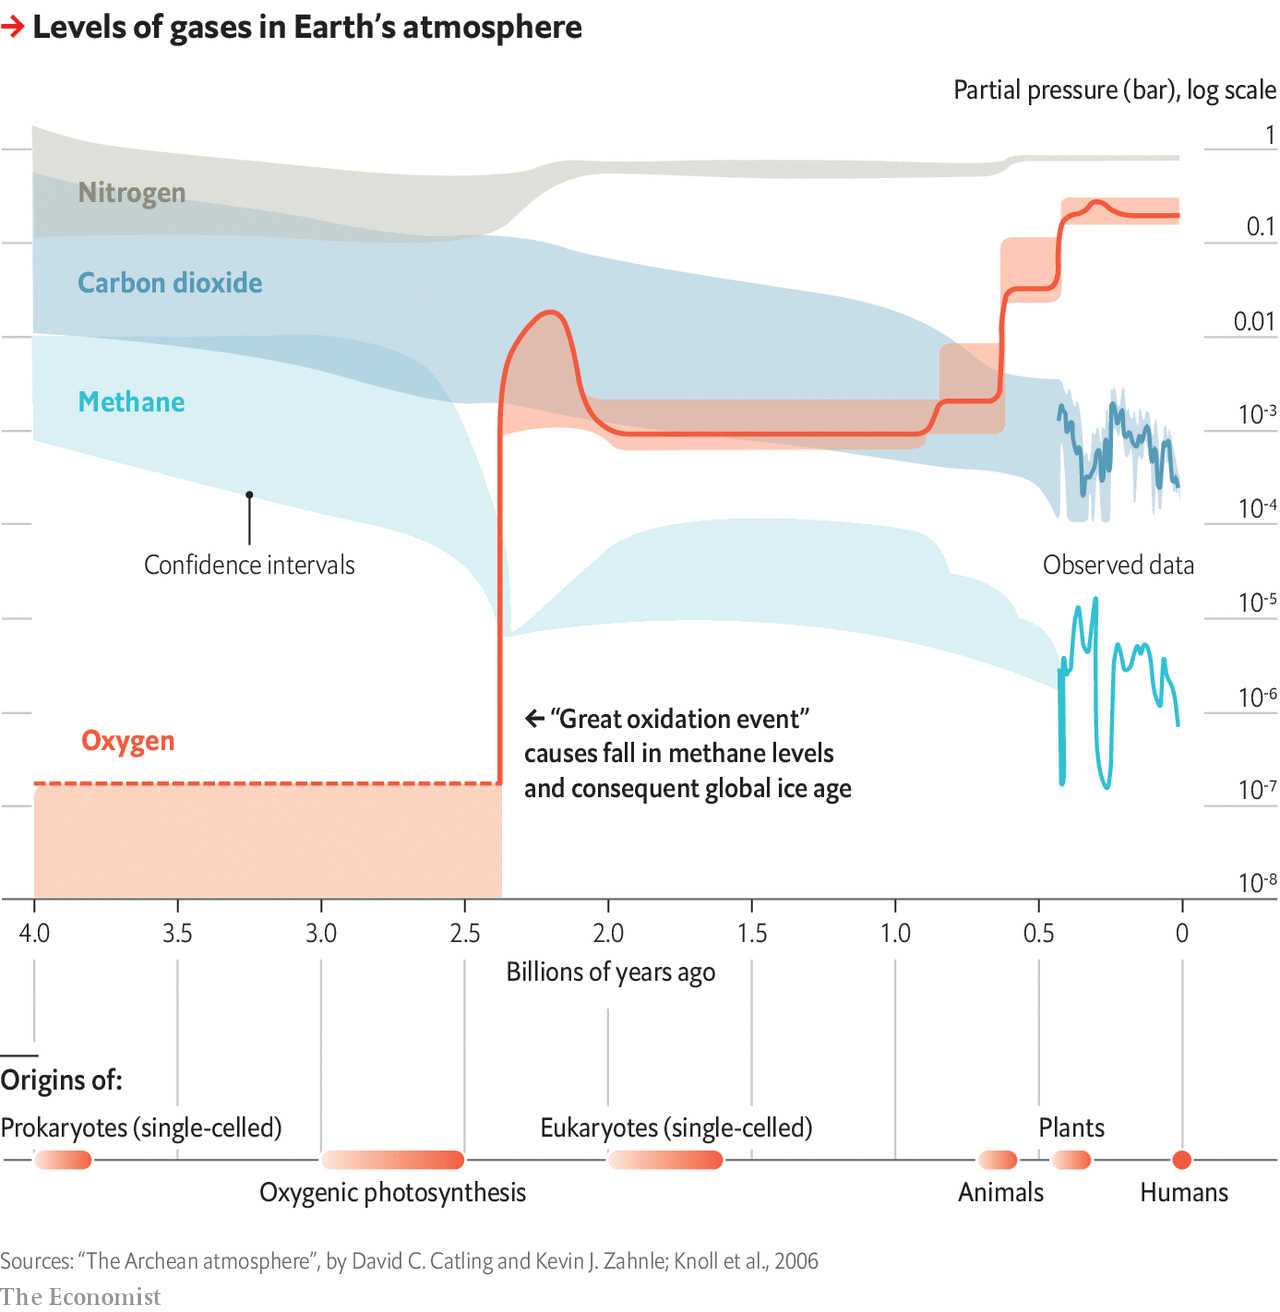 → Levels of gases in Earth’s atmosphere
Partial pressure (bar), log scale
1
Nitrogen
0.1
Carbon dioxide
0.01
Methane
10-3
10-4
Confidence intervals
Observed data
10-5
10-6
← “Great oxidation event”
causes fall in methane levels
and consequent global ice age
Oxygen
10-7
10-8
4.0 3.5 3.0 2.5 2.0 1.5 1.0 0.5 0
Billions of years ago
Origins of:
Prokaryotes (single-celled) Eukaryotes (single-celled) Plants
Oxygenic photosynthesis Animals Humans
Sources: “The Archean atmosphere”, by David C. Catling and Kevin J. Zahnle; Knoll et al., 2006
The Economist